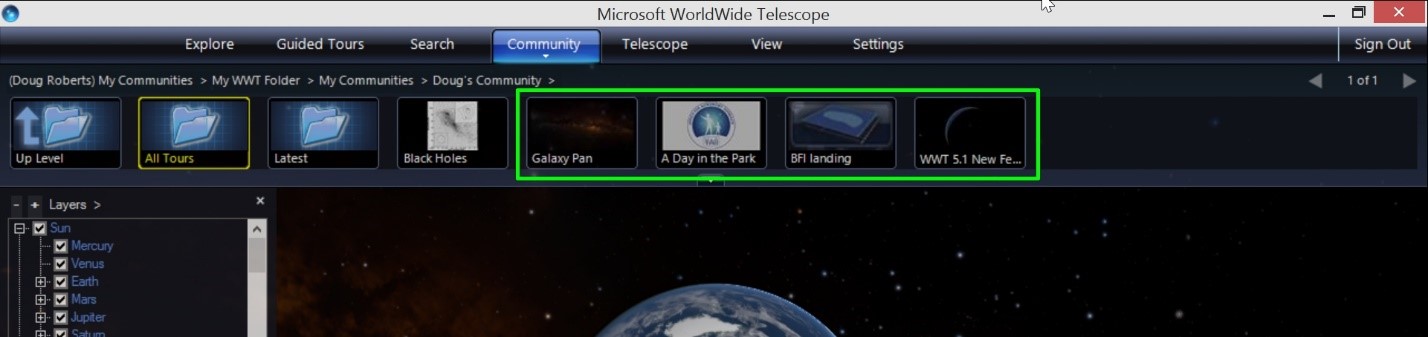 Microsoft WorldWide Telescope
Explore Guided Tours Search Community Telescope View Settings Sign Out
(Doug Roberts) My Communities > My WWT Folder > My Communities > Doug's Community > 1 of 1
Up Level All Tours Latest Black Holes Galaxy Pan A Day in the Park BFI landing WWT 5.1 New Fe...
- + Layers > ×
Sun
Mercury
Venus
Earth
Mars
Jupiter
Saturn